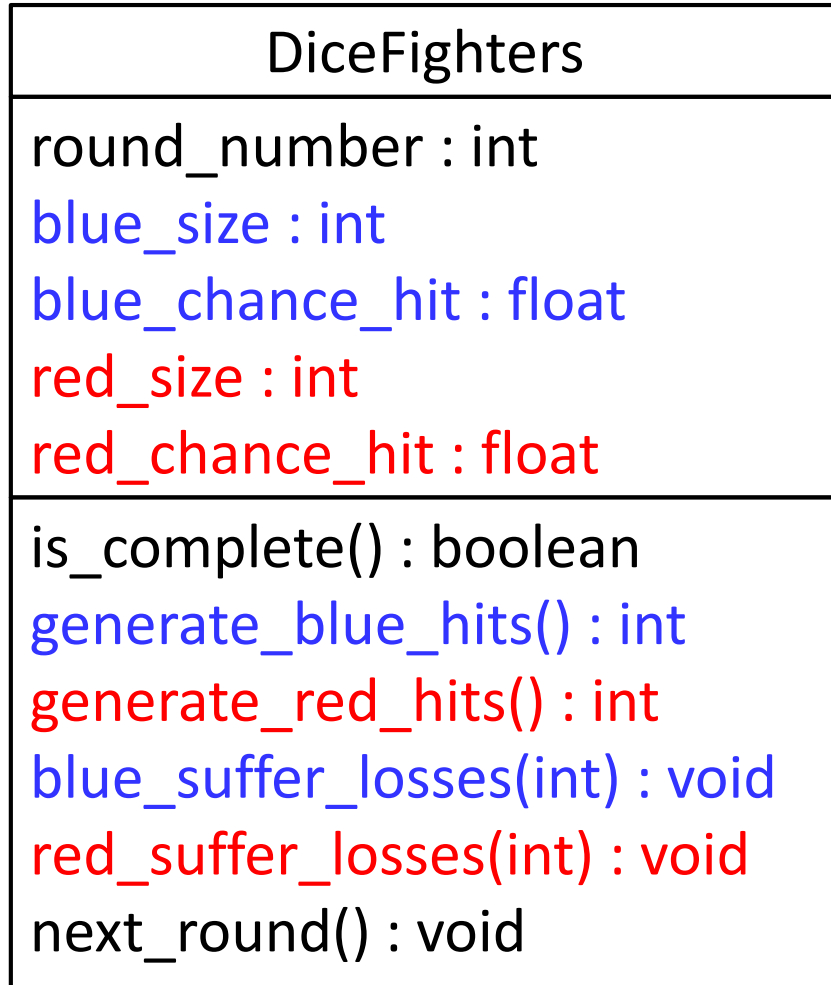 DiceFighters
round_number : int
blue_size : int
blue_chance_hit : float
red_size : int
red_chance_hit : float
is_complete() : boolean
generate_blue_hits() : int
generate_red_hits() : int
blue_suffer_losses(int) : void
red_suffer_losses(int) : void
next_round() : void